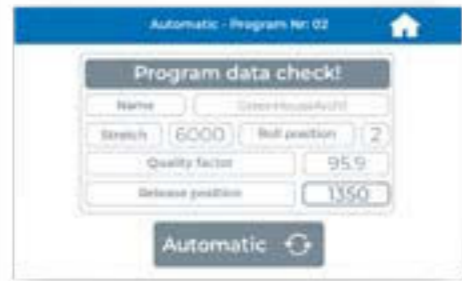 Automatic - Program Nr: 02
Program data check!
Name
Stretch 6000 Roll position 2
Quality factor 95.9
Release position 1350
Automatic